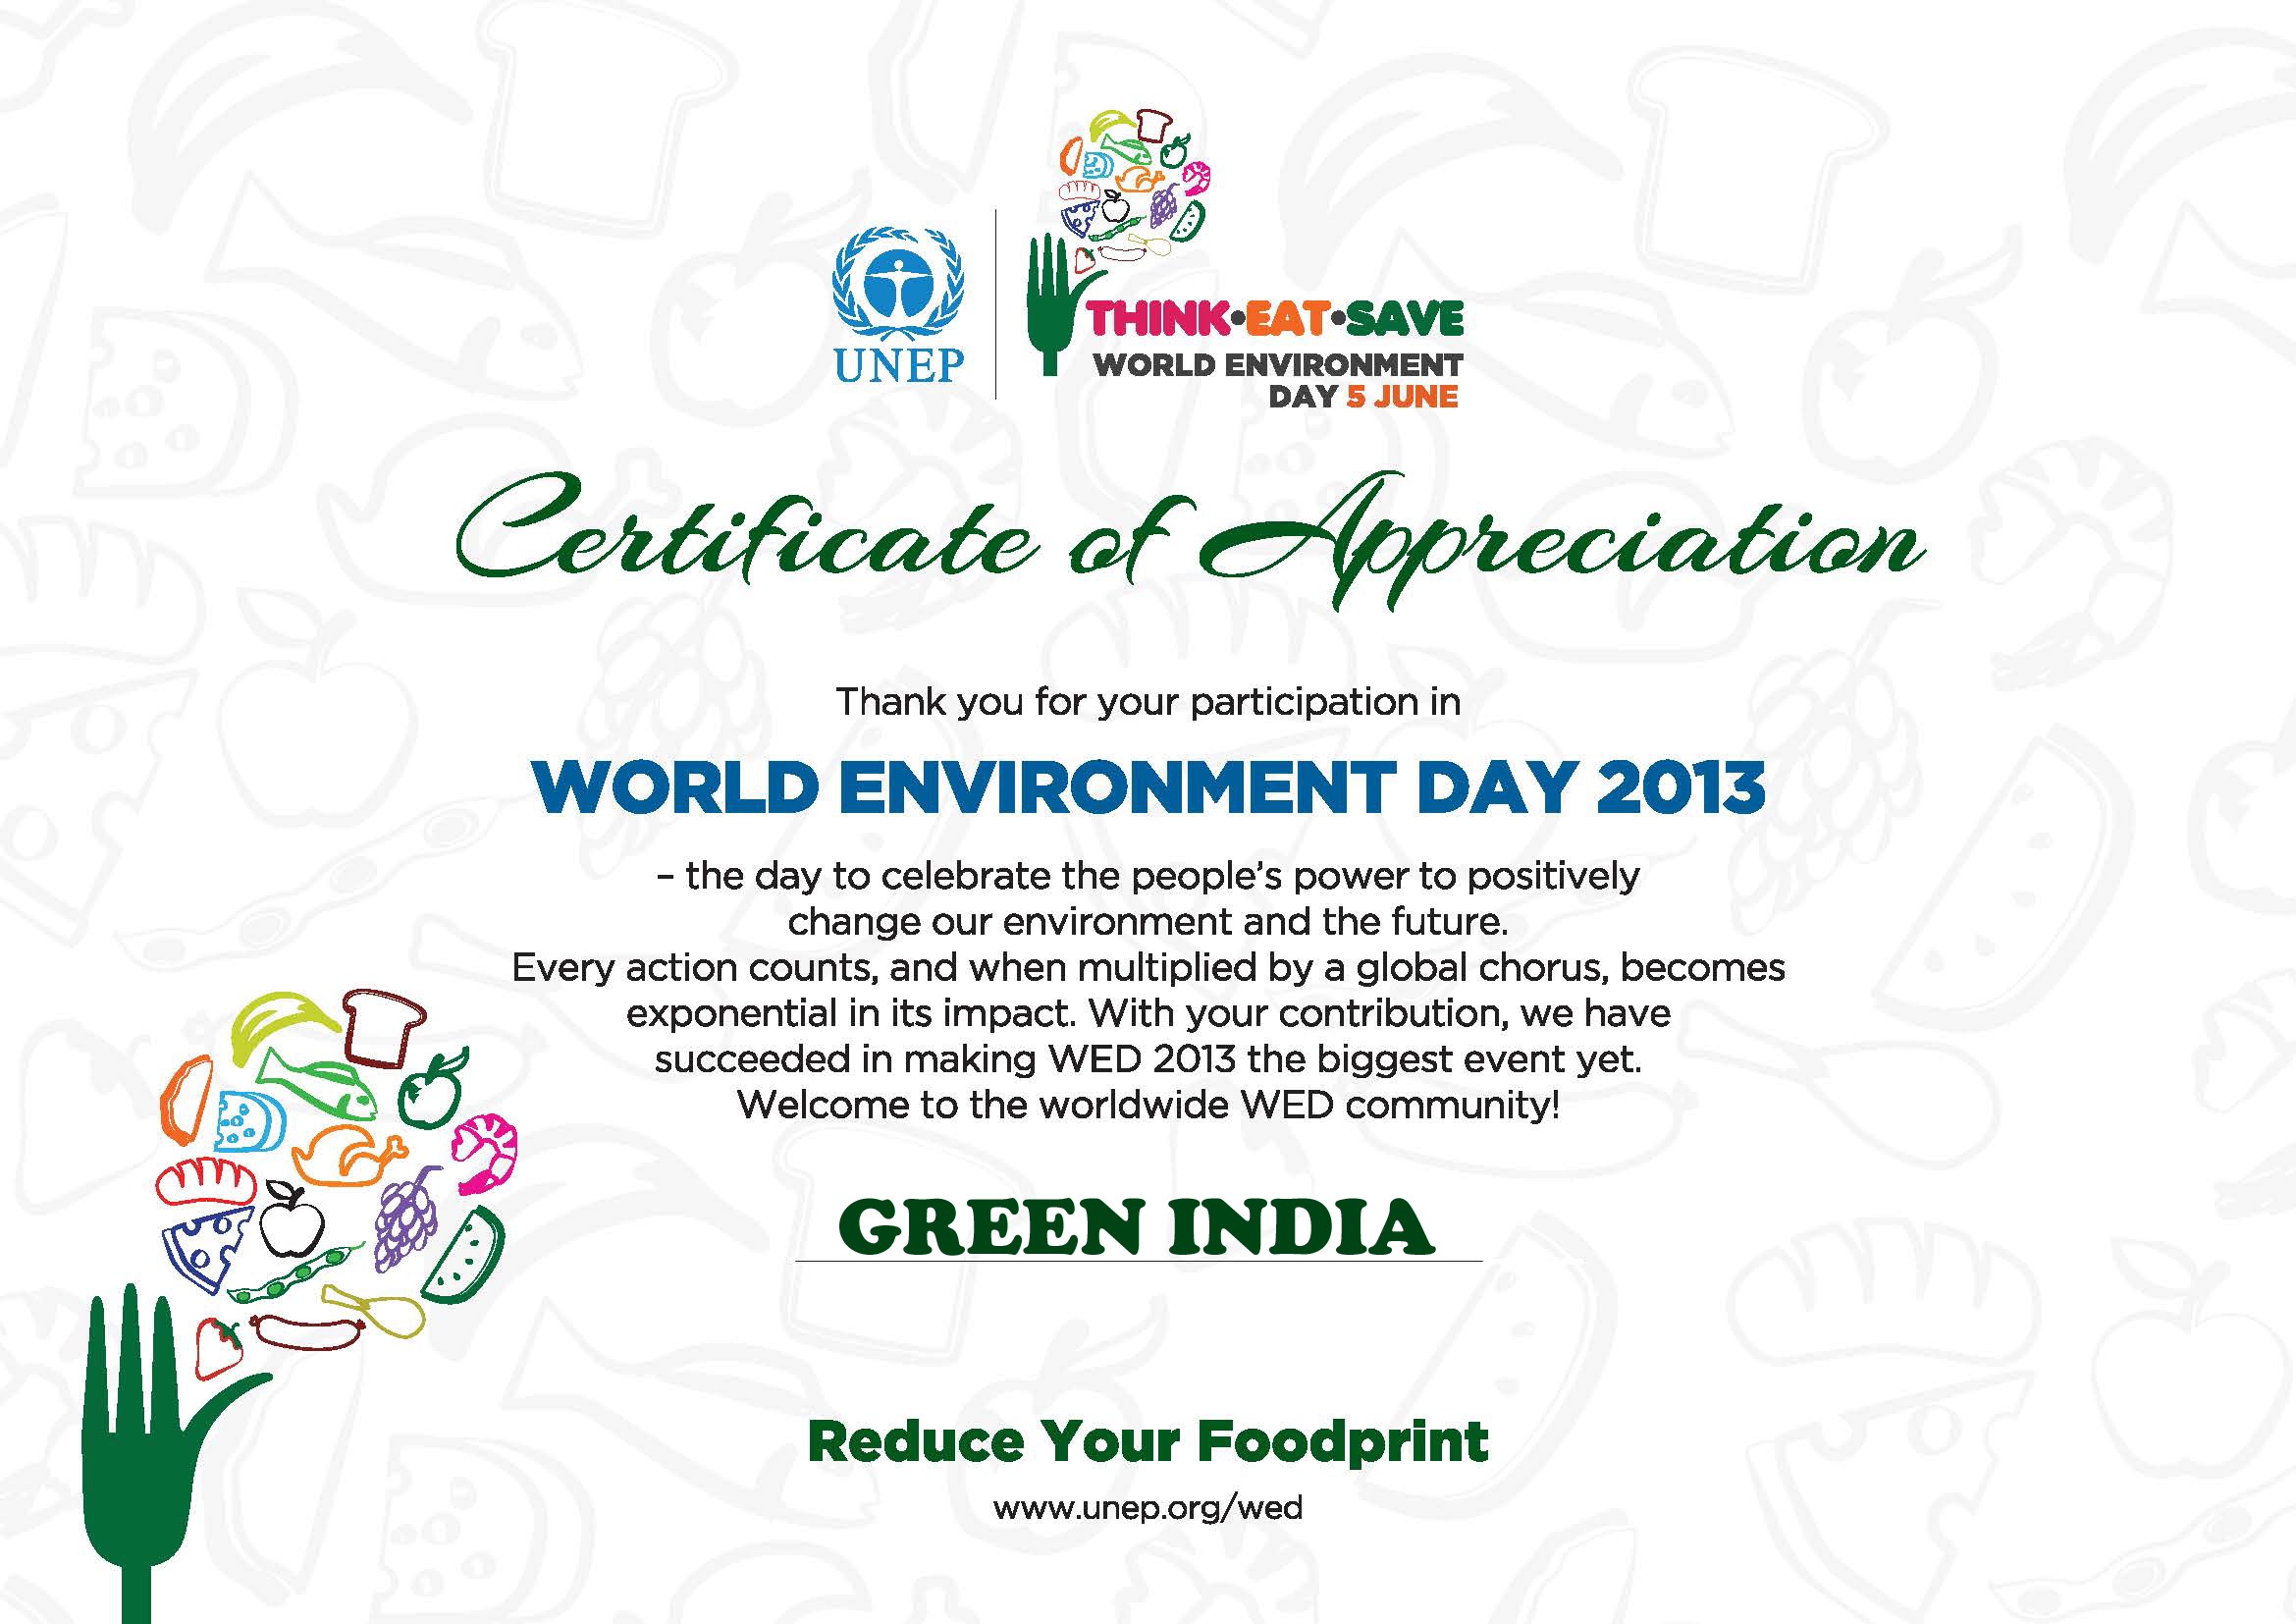 UNEP
THINK•EAT•SAVE
WORLD ENVIRONMENT
DAY 5 JUNE
Certificate of Appreciation
Thank you for your participation in
WORLD ENVIRONMENT DAY 2013
– the day to celebrate the people's power to positively
change our environment and the future.
Every action counts, and when multiplied by a global chorus, becomes
exponential in its impact. With your contribution, we have
succeeded in making WED 2013 the biggest event yet.
Welcome to the worldwide WED community!
GREEN INDIA
Reduce Your Foodprint
www.unep.org/wed